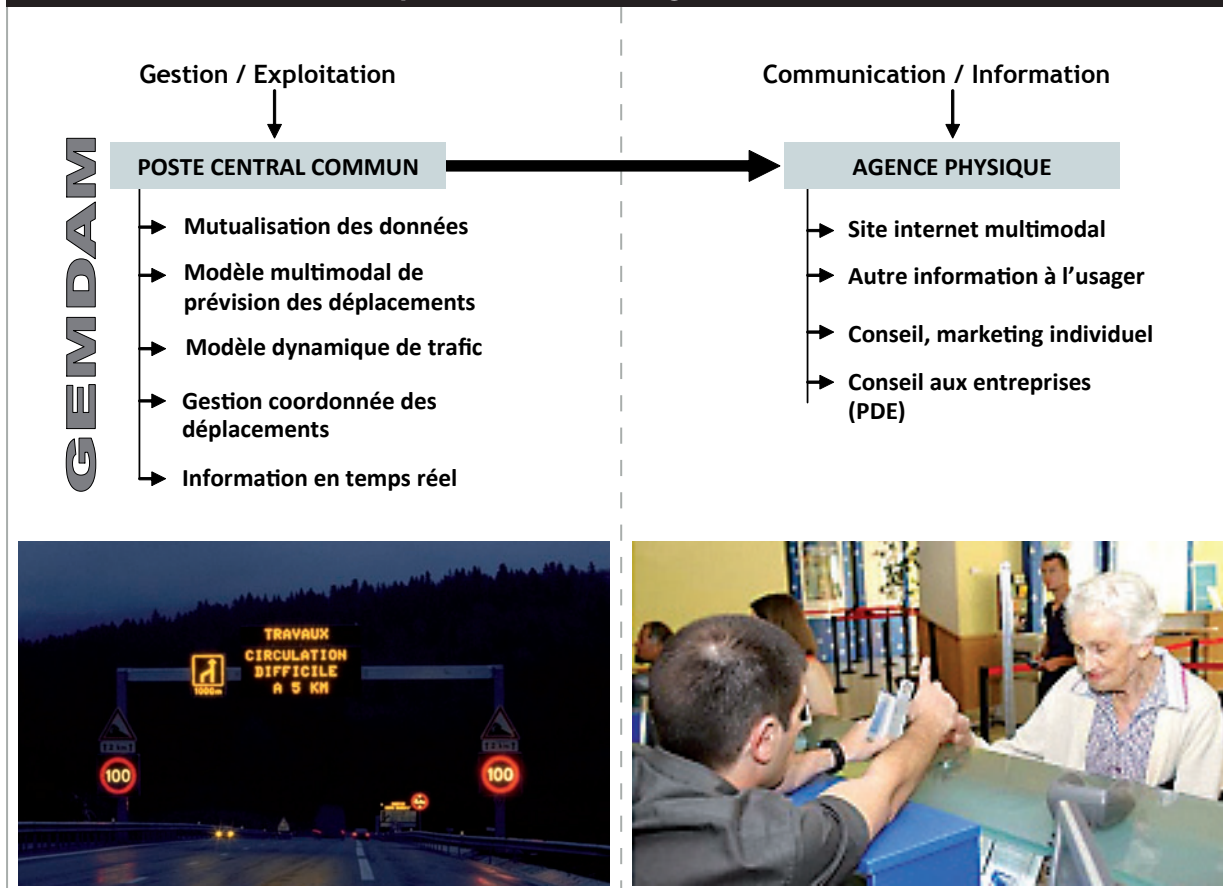 Gestion / Exploitation
Communication / Information
GEMDAM
POSTE CENTRAL COMMUN
AGENCE PHYSIQUE
Mutualisation des données
Modèle multimodal de
prévision des déplacements
Modèle dynamique de trafic
Gestion coordonnée des
déplacements
Information en temps réel
Site internet multimodal
Autre information à l'usager
Conseil, marketing individuel
Conseil aux entreprises
(PDE)
TRAVAUX
CIRCULATION
DIFFICILE
A 5 KM
1000m
100
100